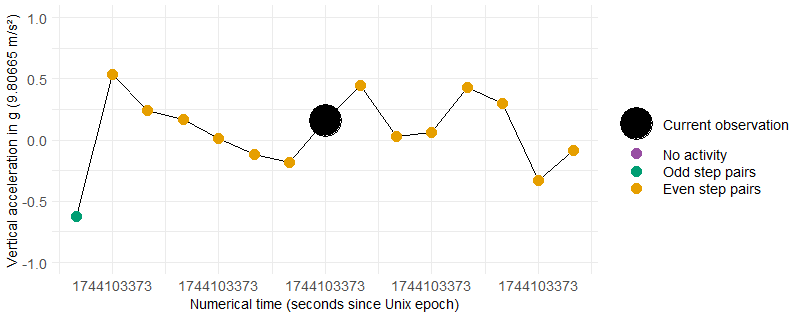 Vertical acceleration in g (9.80665 m/s²)
1.0
0.5
0.0
-0.5
-1.0
1744103373 1744103373 1744103373 1744103373 1744103373
Numerical time (seconds since Unix epoch)
Current observation
No activity
Odd step pairs
Even step pairs